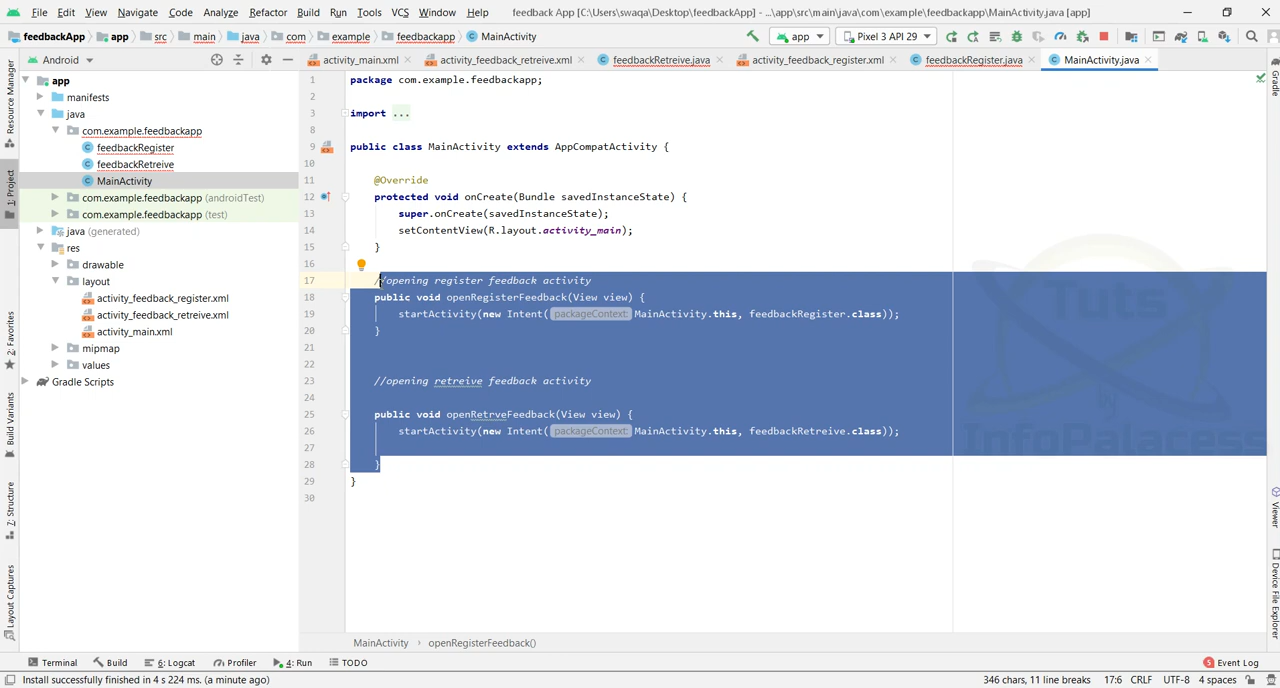 File Edit View Navigate Code Analyze Refactor Build Run Tools VCS Window Help feedback App [C:\Users\swaqa\Desktop\feedbackApp] - ...\app\src\main\java\com\example\feedbackapp\MainActivity.java [app]
feedbackApp app src main java com example feedbackapp MainActivity app Pixel 3 API 29
Android activity_main.xml activity_feedback_retreive.xml feedbackRetreive.java activity_feedback_register.xml feedbackRegister.java MainActivity.java
Resource Manager
1: Project
2: Favorites
Build Variants
7: Structure
Layout Captures
app
manifests
java
com.example.feedbackapp
feedbackRegister
feedbackRetreive
MainActivity
com.example.feedbackapp (androidTest)
com.example.feedbackapp (test)
java (generated)
res
drawable
layout
activity_feedback_register.xml
activity_feedback_retreive.xml
activity_main.xml
mipmap
values
Gradle Scripts
1 package com.example.feedbackapp;
2
3 import ...
8
9 public class MainActivity extends AppCompatActivity {
10
11 @Override
12 protected void onCreate(Bundle savedInstanceState) {
13 super.onCreate(savedInstanceState);
14 setContentView(R.layout.activity_main);
15 }
16
17 //opening register feedback activity
18 public void openRegisterFeedback(View view) {
19 startActivity(new Intent( packageContext: MainActivity.this, feedbackRegister.class));
20 }
21
22
23 //opening retreive feedback activity
24
25 public void openRetrveFeedback(View view) {
26 startActivity(new Intent( packageContext: MainActivity.this, feedbackRetreive.class));
27
28 }
29 }
30
Tuts
InfoPalacess
Gradle
Viewer
Device File Explorer
MainActivity › openRegisterFeedback()
Terminal Build 6: Logcat Profiler 4: Run TODO 5 Event Log
Install successfully finished in 4 s 224 ms. (a minute ago) 346 chars, 11 line breaks 17:6 CRLF UTF-8 4 spaces